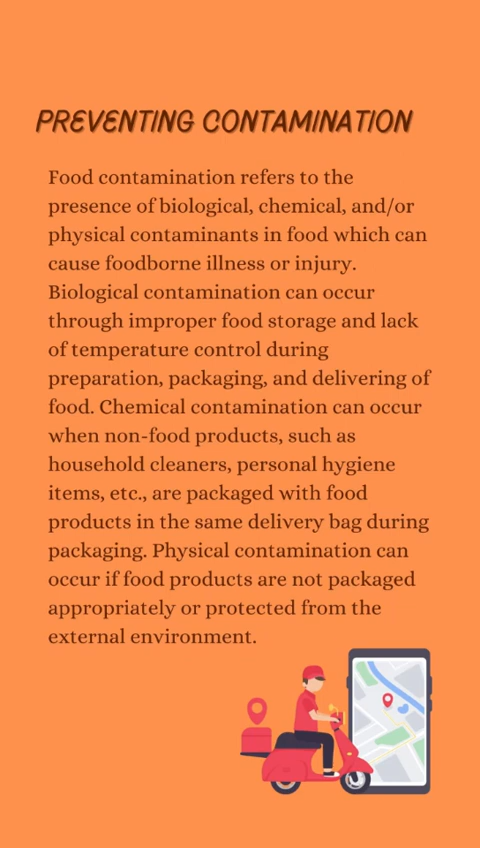 PREVENTING CONTAMINATION
Food contamination refers to the
presence of biological, chemical, and/or
physical contaminants in food which can
cause foodborne illness or injury.
Biological contamination can occur
through improper food storage and lack
of temperature control during
preparation, packaging, and delivering of
food. Chemical contamination can occur
when non-food products, such as
household cleaners, personal hygiene
items, etc., are packaged with food
products in the same delivery bag during
packaging. Physical contamination can
occur if food products are not packaged
appropriately or protected from the
external environment.